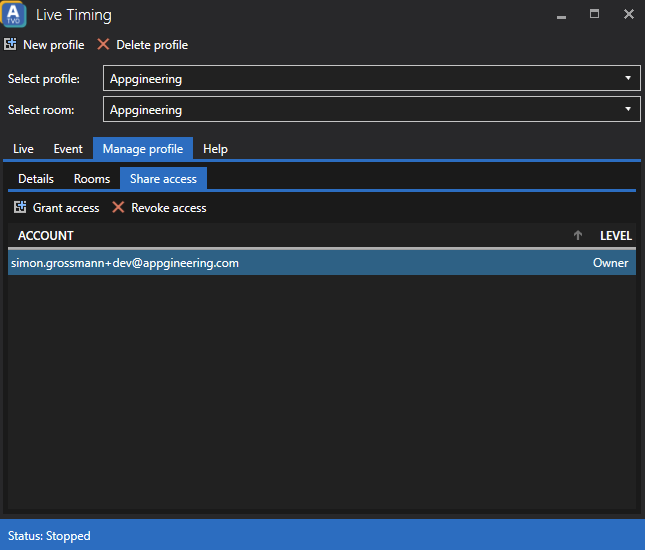 A
TVD
Live Timing
New profile Delete profile
Select profile: Appgineering
Select room: Appgineering
Live Event Manage profile Help
Details Rooms Share access
Grant access Revoke access
ACCOUNT LEVEL
simon.grossmann+dev@appgineering.com Owner
Status: Stopped